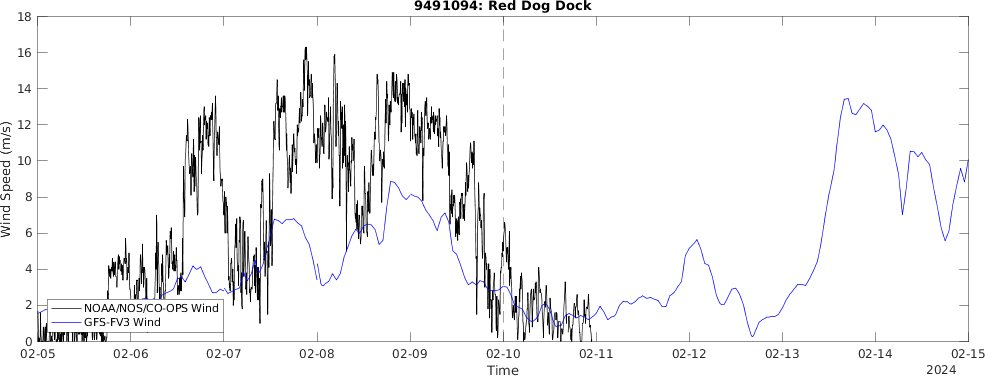 9491094: Red Dog Dock
Wind Speed (m/s)
18
16
14
12
10
8
6
4
2
0
NOAA/NOS/CO-OPS Wind
GFS-FV3 Wind
02-05 02-06 02-07 02-08 02-09 02-10 02-11 02-12 02-13 02-14 02-15
Time
2024